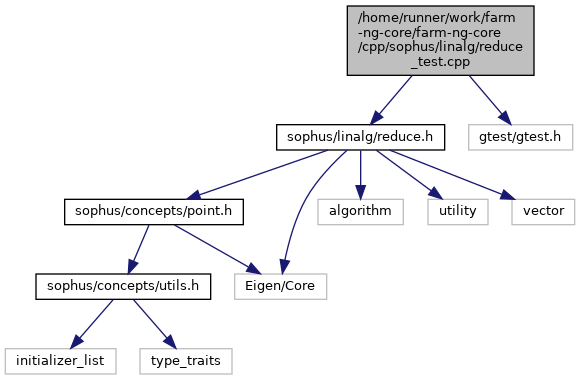 /home/runner/work/farm
-ng-core/farm-ng-core
/cpp/sophus/linalg/reduce
_test.cpp
sophus/linalg/reduce.h
gtest/gtest.h
sophus/concepts/point.h
algorithm
utility
vector
sophus/concepts/utils.h
Eigen/Core
initializer_list
type_traits